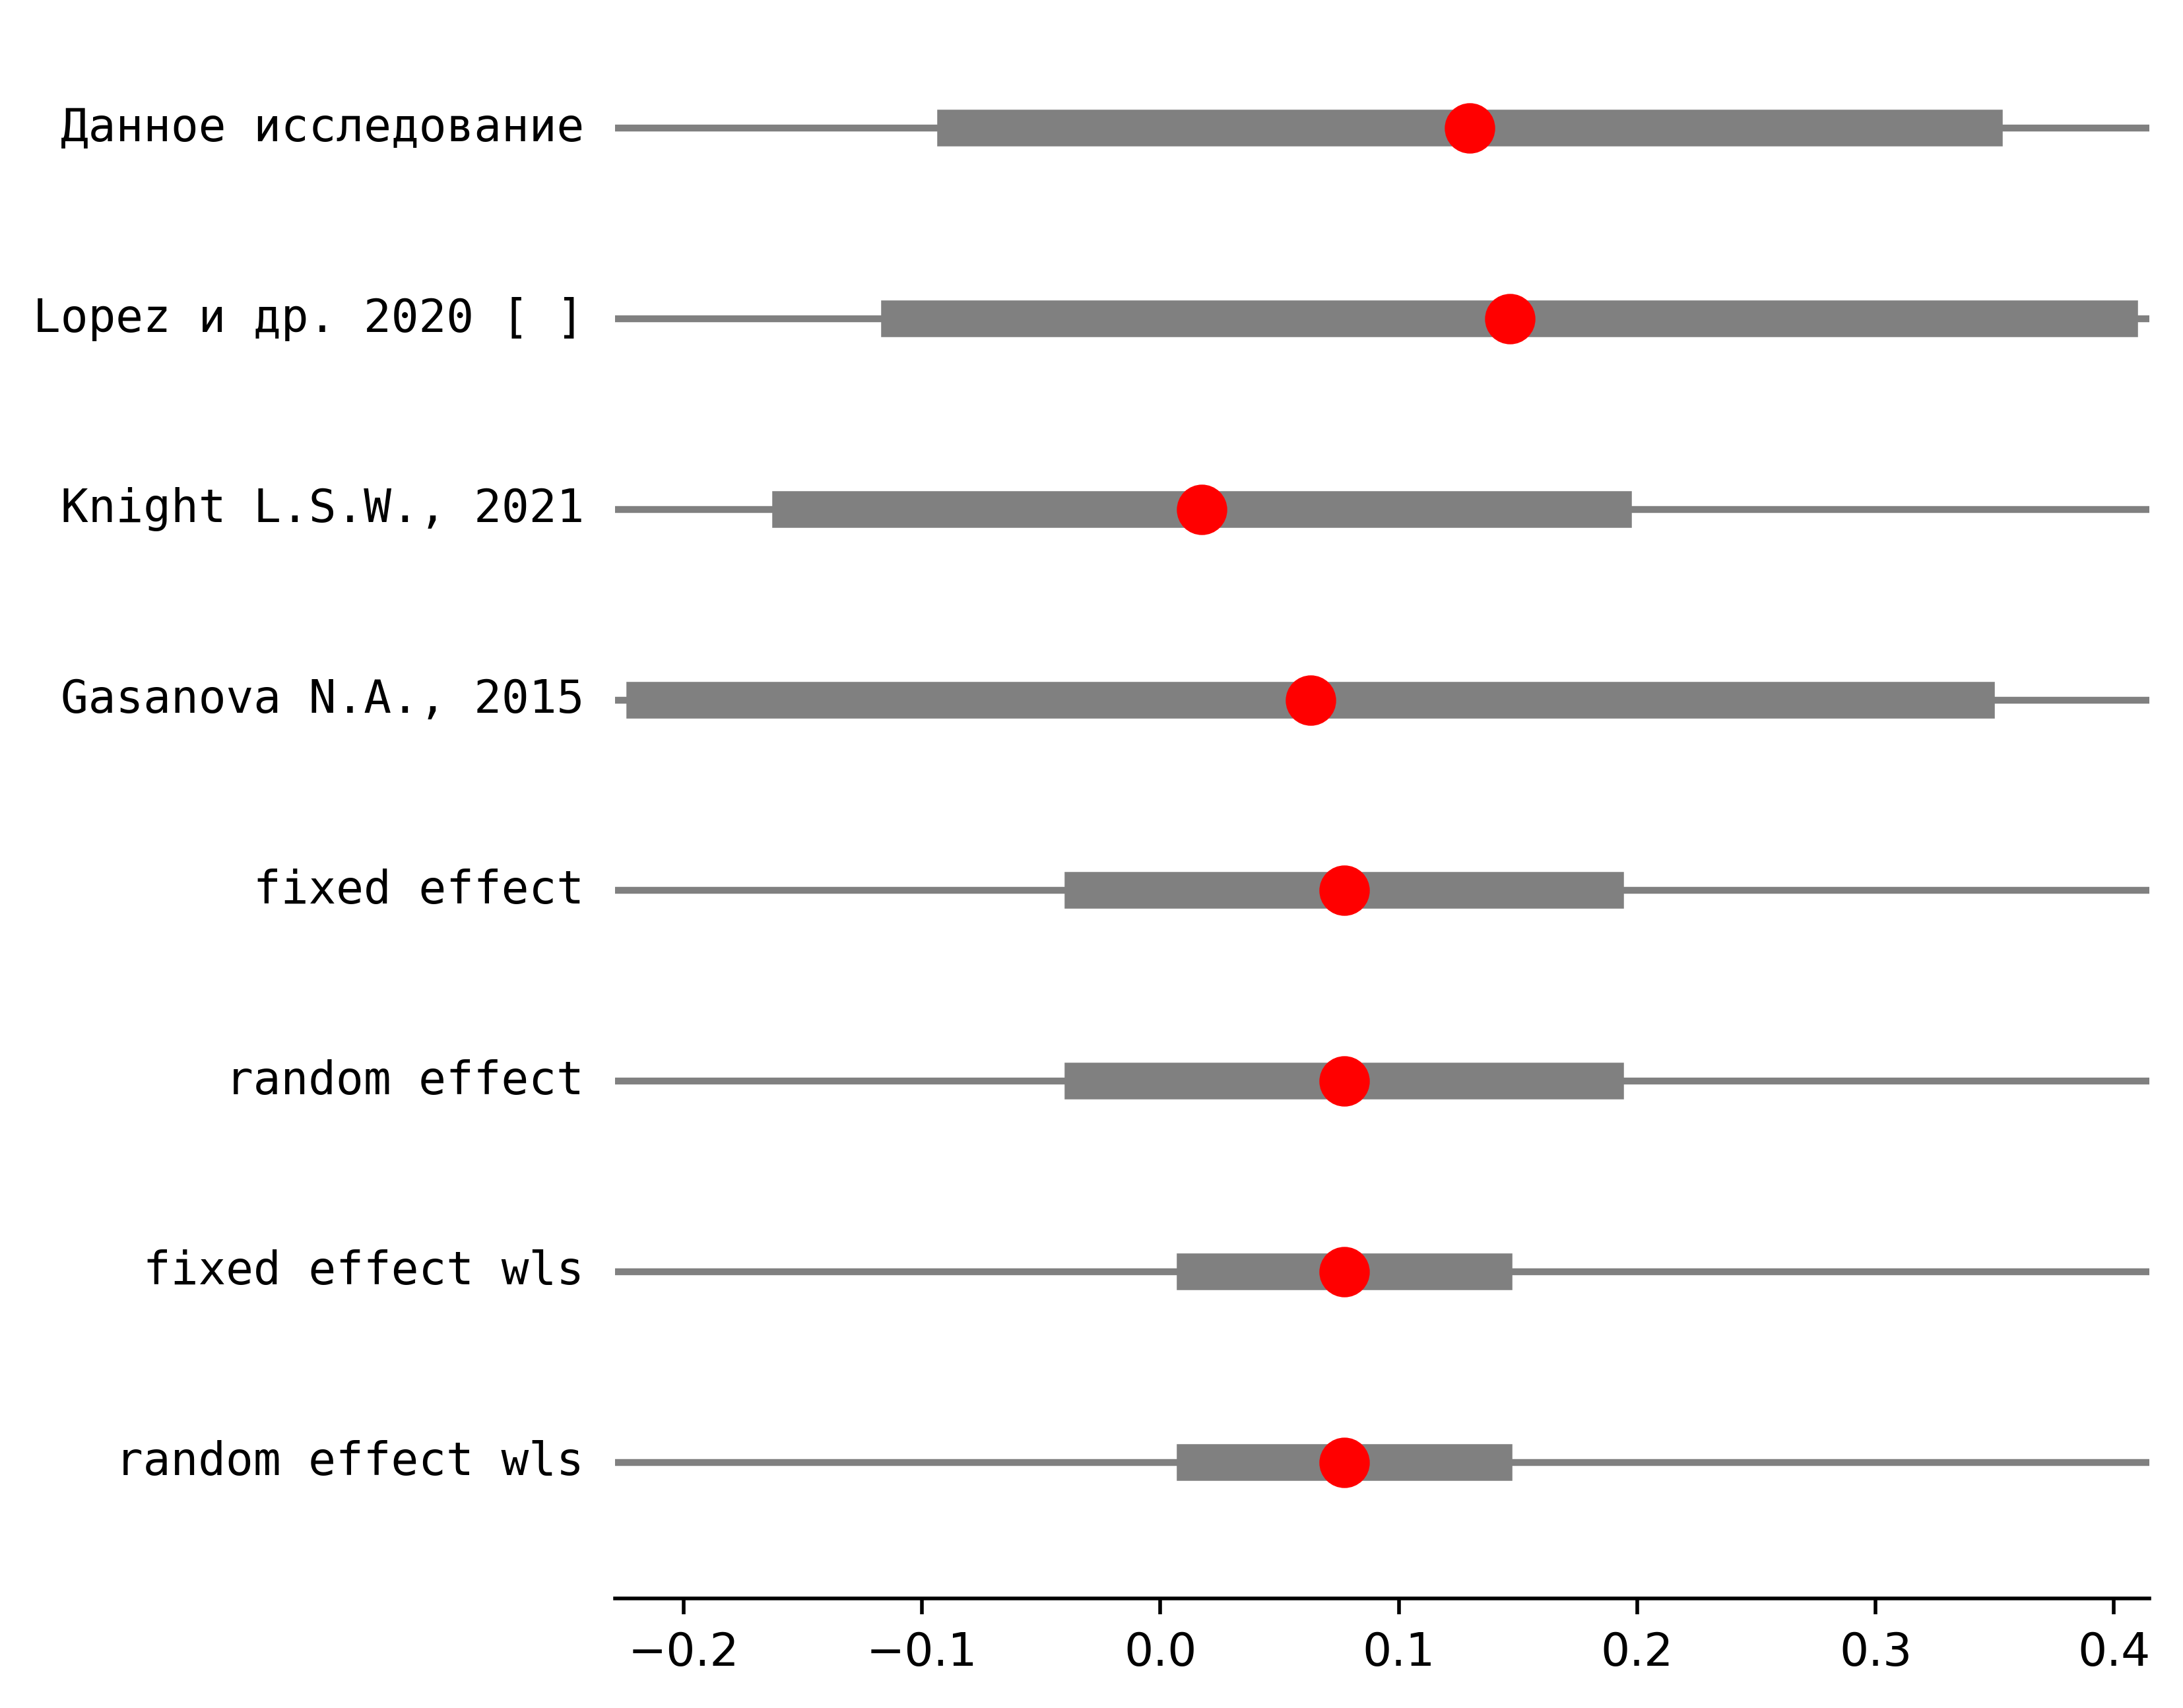 Данное исследование
Lopez и др. 2020 [ ]
Knight L.S.W., 2021
Gasanova N.A., 2015
fixed effect
random effect
fixed effect wls
random effect wls
−0.2 −0.1 0.0 0.1 0.2 0.3 0.4